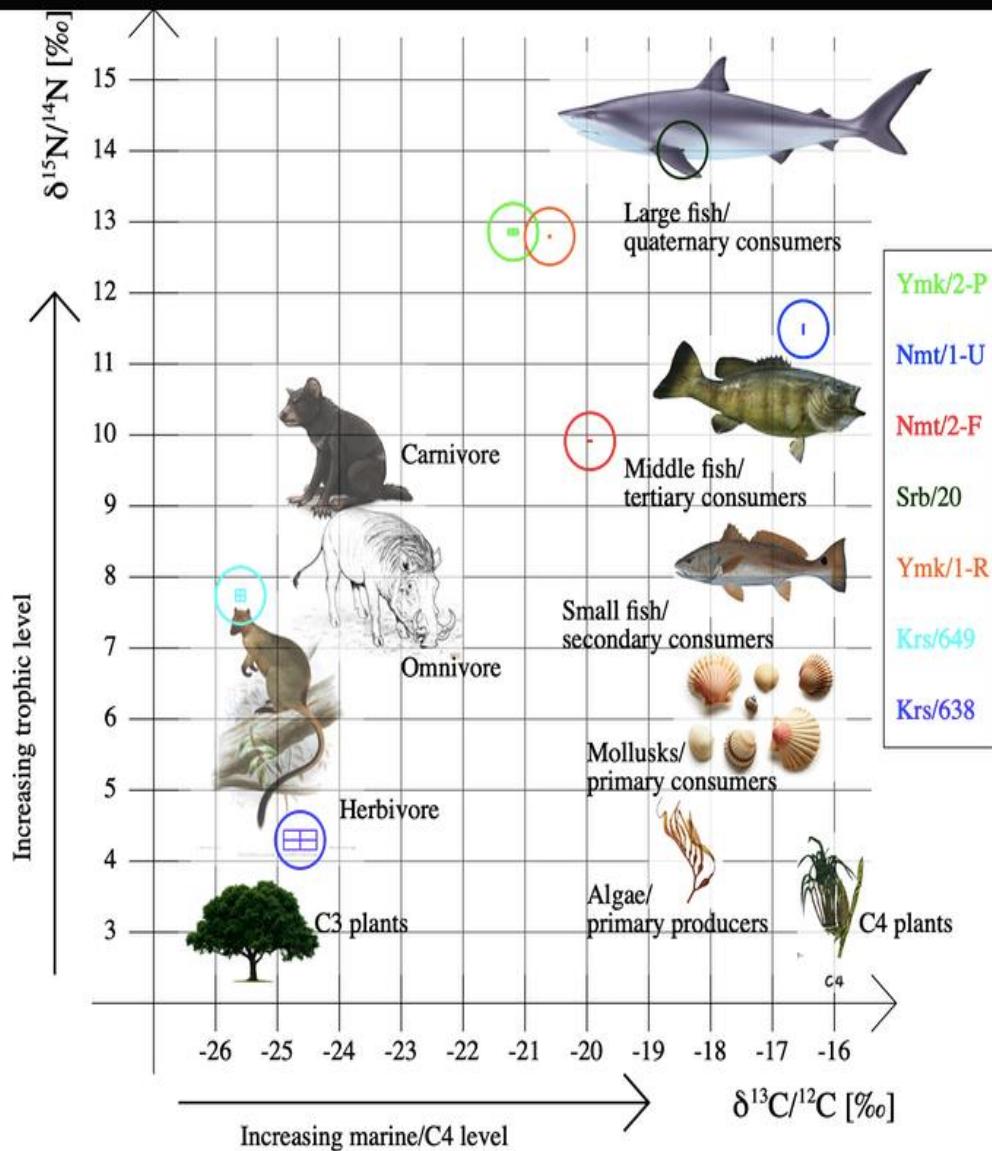 δ¹⁵N/¹⁴N [‰]
15
14
13
12
11
10
9
8
7
6
5
4
3
Increasing trophic level
Large fish/
quaternary consumers
Carnivore
Middle fish/
tertiary consumers
Small fish/
secondary consumers
Omnivore
Mollusks/
primary consumers
Herbivore
Algae/
primary producers
C3 plants
C4 plants
C4
Ymk/2-P
Nmt/1-U
Nmt/2-F
Srb/20
Ymk/1-R
Krs/649
Krs/638
-26 -25 -24 -23 -22 -21 -20 -19 -18 -17 -16
δ¹³C/¹²C [‰]
Increasing marine/C4 level